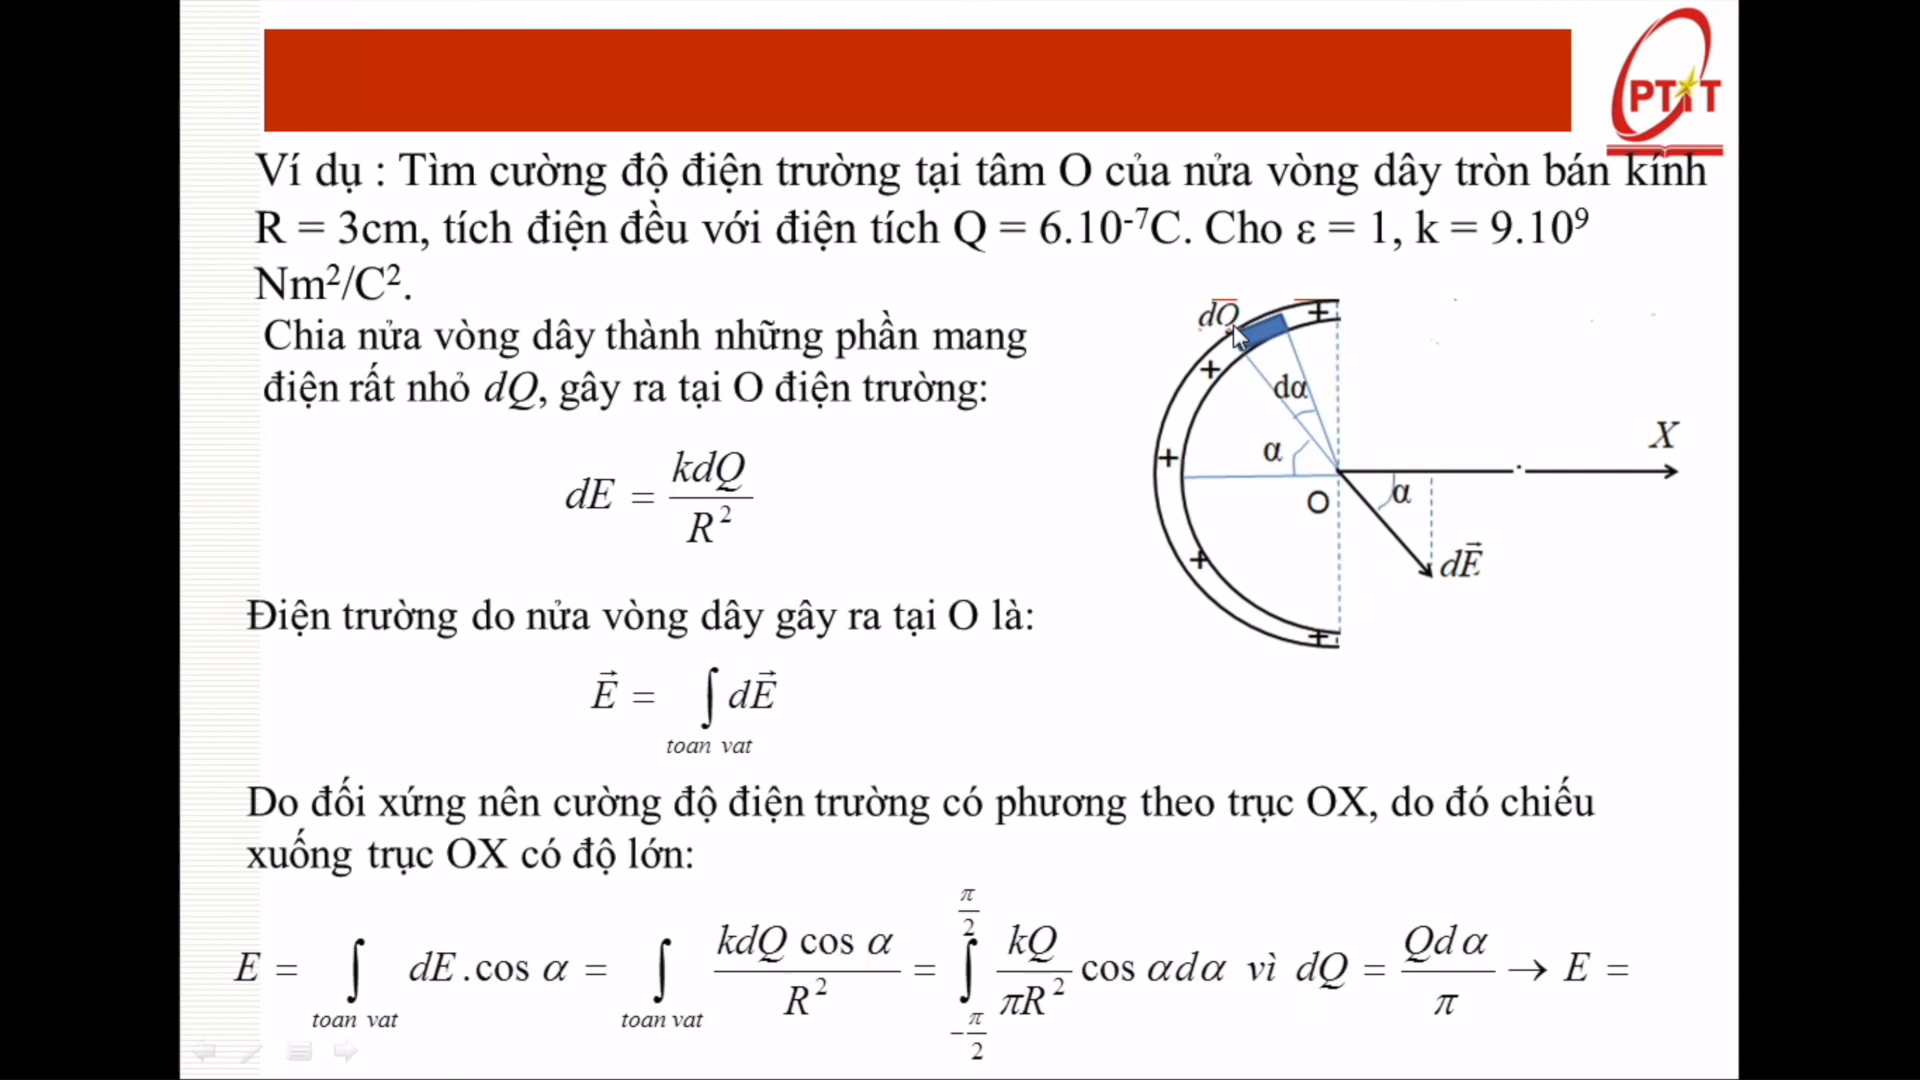 PTIT
Ví dụ : Tìm cường độ điện trường tại tâm O của nửa vòng dây tròn bán kính
R = 3cm, tích điện đều với điện tích Q = 6.10⁻⁷C. Cho ε = 1, k = 9.10⁹
Nm²/C².
Chia nửa vòng dây thành những phần mang
điện rất nhỏ dQ, gây ra tại O điện trường:
dE = kdQ / R²
dQ
+
+
dα
+
α
X
O
α
+
dE⃗
+
Điện trường do nửa vòng dây gây ra tại O là:
E⃗ = ∫ dE⃗
toan vat
Do đối xứng nên cường độ điện trường có phương theo trục OX, do đó chiếu
xuống trục OX có độ lớn:
E = ∫ toan vat dE.cos α = ∫ toan vat kdQ cos α / R² = ∫ -π/2 π/2 kQ / πR² cos αdα vì dQ = Qdα / π → E =